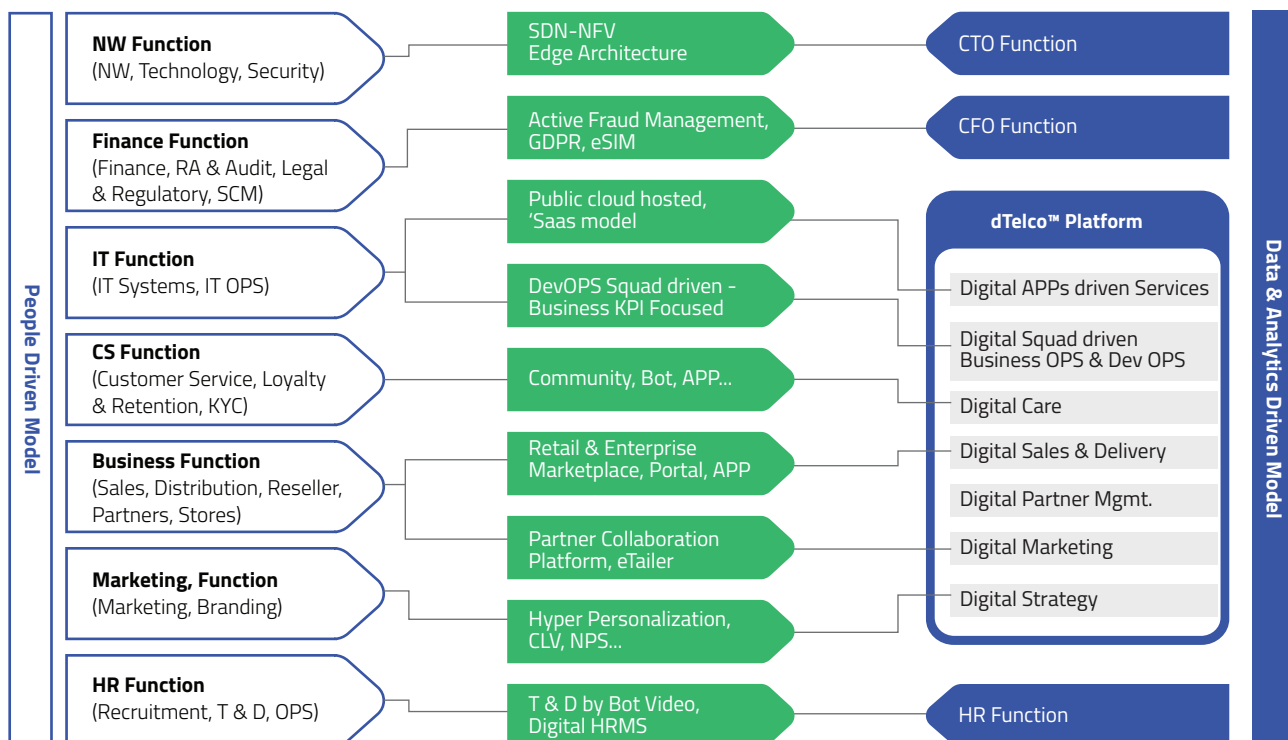 People Driven Model
NW Function
(NW, Technology, Security)
Finance Function
(Finance, RA & Audit, Legal
& Regulatory, SCM)
IT Function
(IT Systems, IT OPS)
CS Function
(Customer Service, Loyalty
& Retention, KYC)
Business Function
(Sales, Distribution, Reseller,
Partners, Stores)
Marketing, Function
(Marketing, Branding)
HR Function
(Recruitment, T & D, OPS)
SDN-NFV
Edge Architecture
Active Fraud Management,
GDPR, eSIM
Public cloud hosted,
‘Saas model
DevOPS Squad driven -
Business KPI Focused
Community, Bot, APP...
Retail & Enterprise
Marketplace, Portal, APP
Partner Collaboration
Platform, eTailer
Hyper Personalization,
CLV, NPS...
T & D by Bot Video,
Digital HRMS
CTO Function
CFO Function
dTelco™ Platform
Digital APPs driven Services
Digital Squad driven
Business OPS & Dev OPS
Digital Care
Digital Sales & Delivery
Digital Partner Mgmt.
Digital Marketing
Digital Strategy
HR Function
Data & Analytics Driven Model